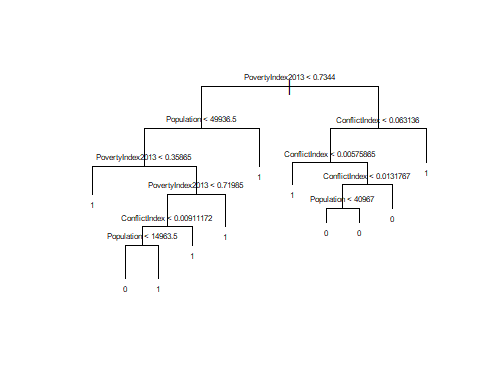 PovertyIndex2013 < 0.7344
Population < 49936.5
ConflictIndex < 0.063136
PovertyIndex2013 < 0.35865
ConflictIndex < 0.00575865
1
1
PovertyIndex2013 < 0.71985
ConflictIndex < 0.0131767
1
1
Population < 40967
ConflictIndex < 0.00911172
0
Population < 14963.5
1
0
0
1
0
1